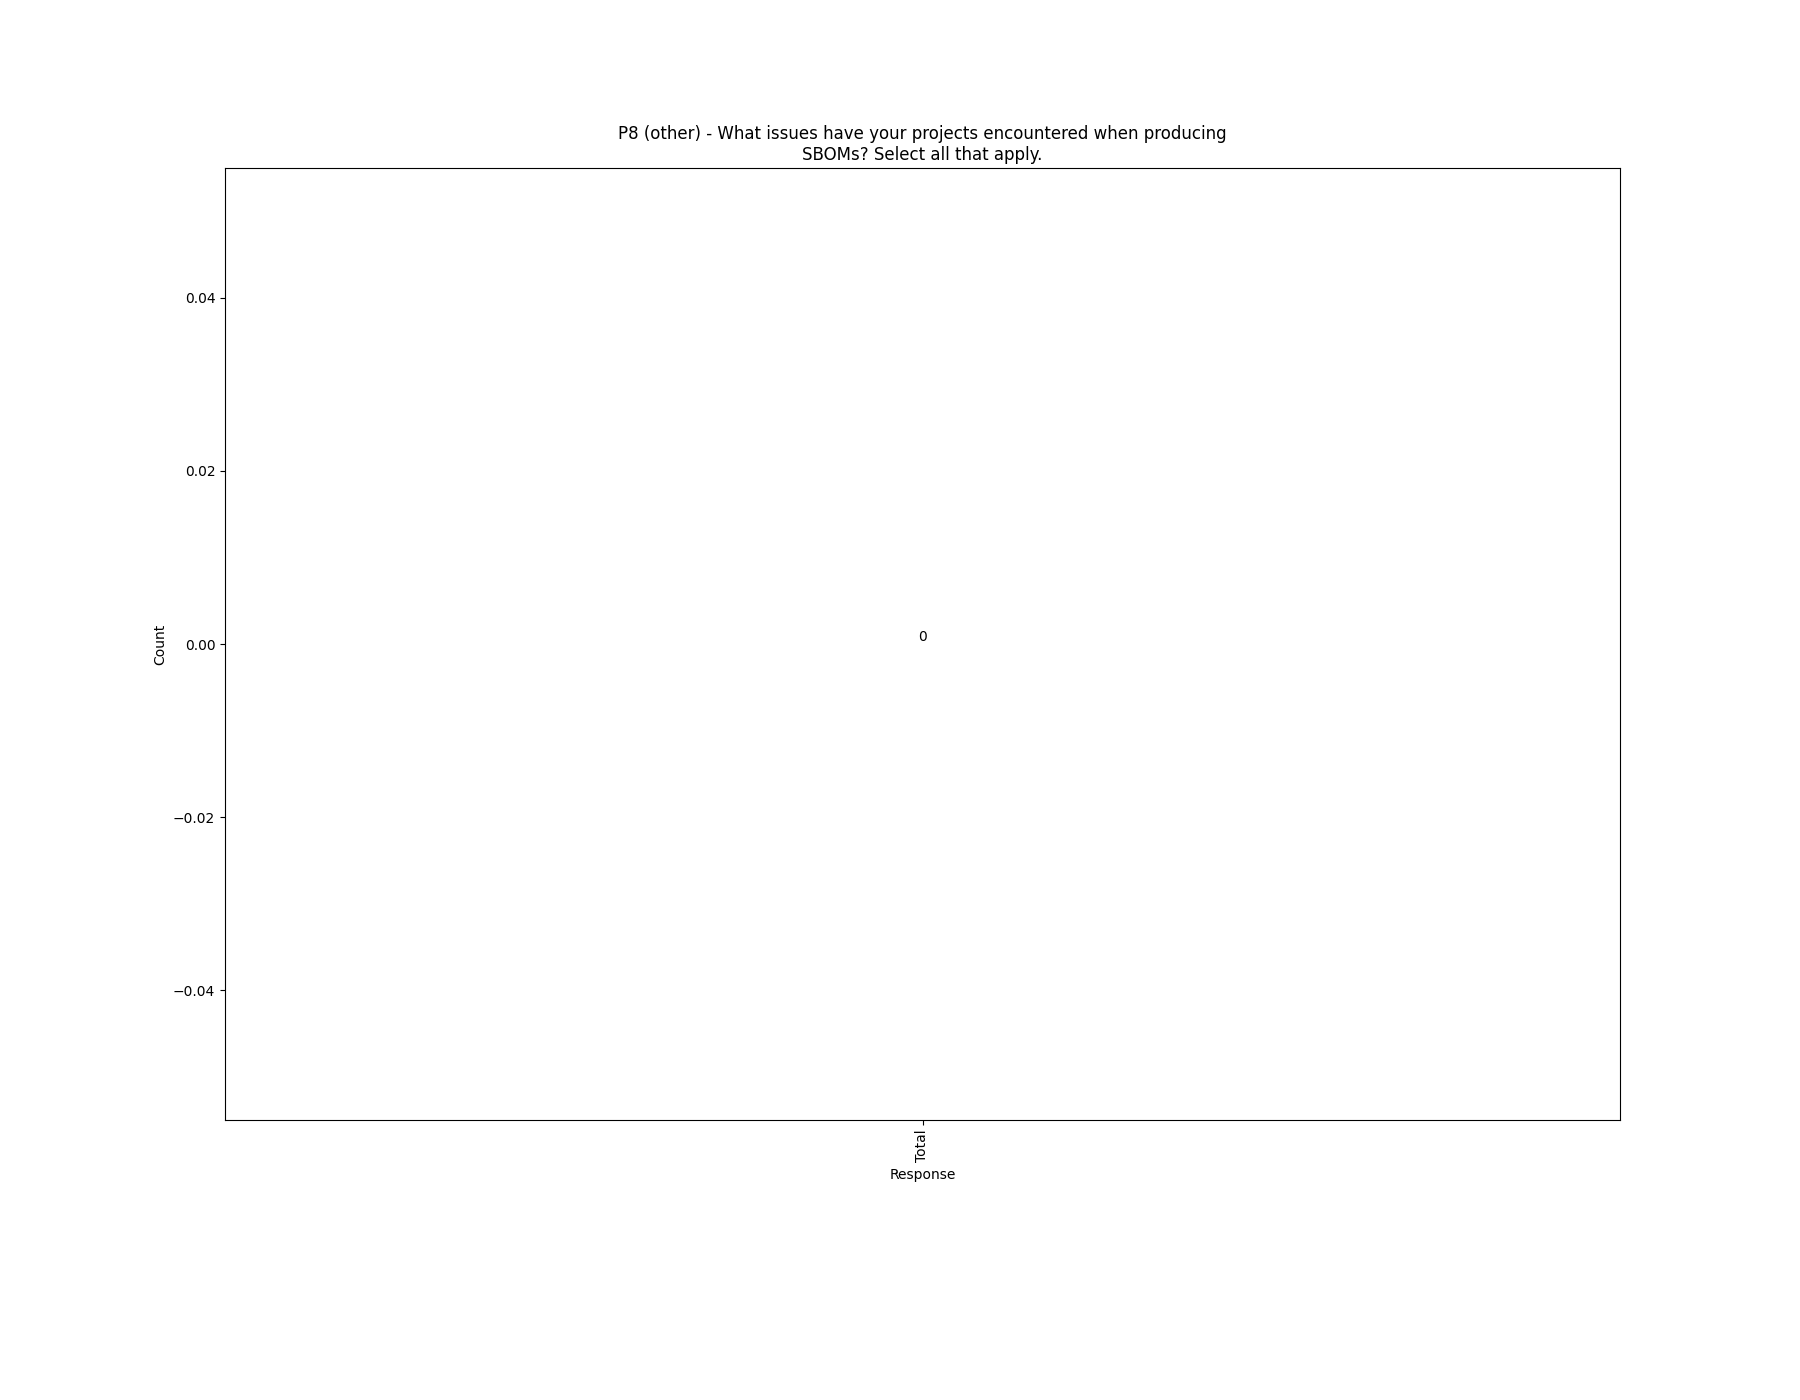 P8 (other) - What issues have your projects encountered when producing
SBOMs? Select all that apply.
0.04
0.02
0.00
−0.02
−0.04
Count
0
Total
Response